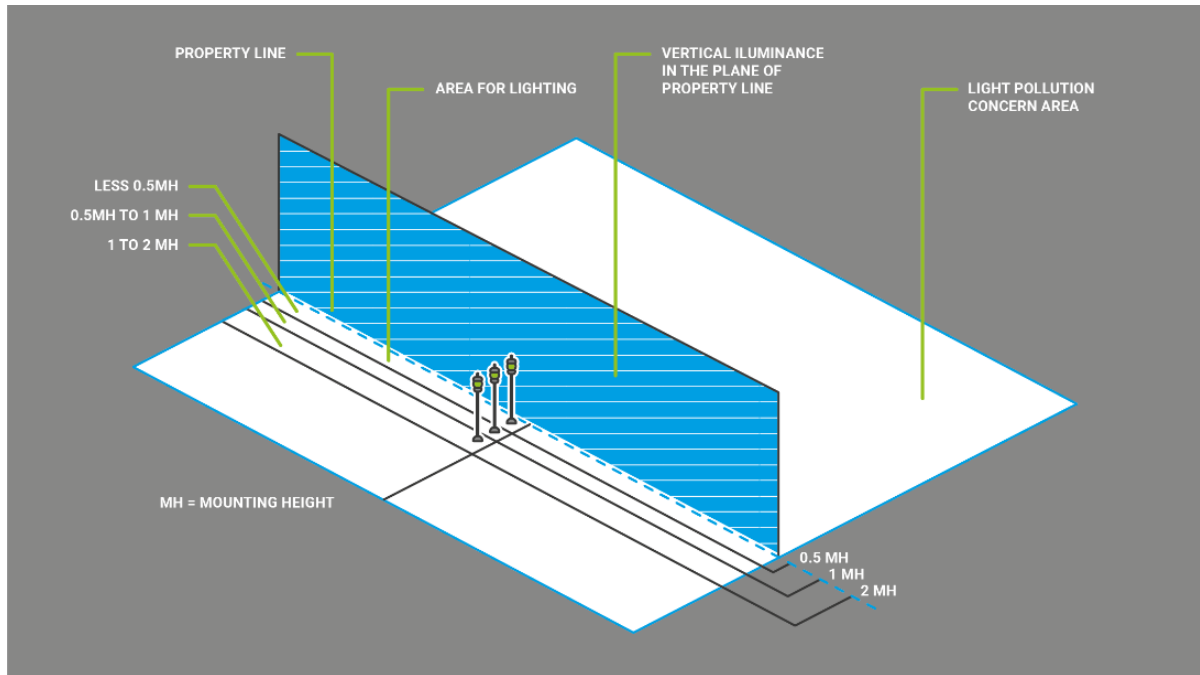 PROPERTY LINE
VERTICAL ILUMINANCE
IN THE PLANE OF
PROPERTY LINE
AREA FOR LIGHTING
LIGHT POLLUTION
CONCERN AREA
LESS 0.5MH
0.5MH TO 1 MH
1 TO 2 MH
MH = MOUNTING HEIGHT
0.5 MH
1 MH
2 MH